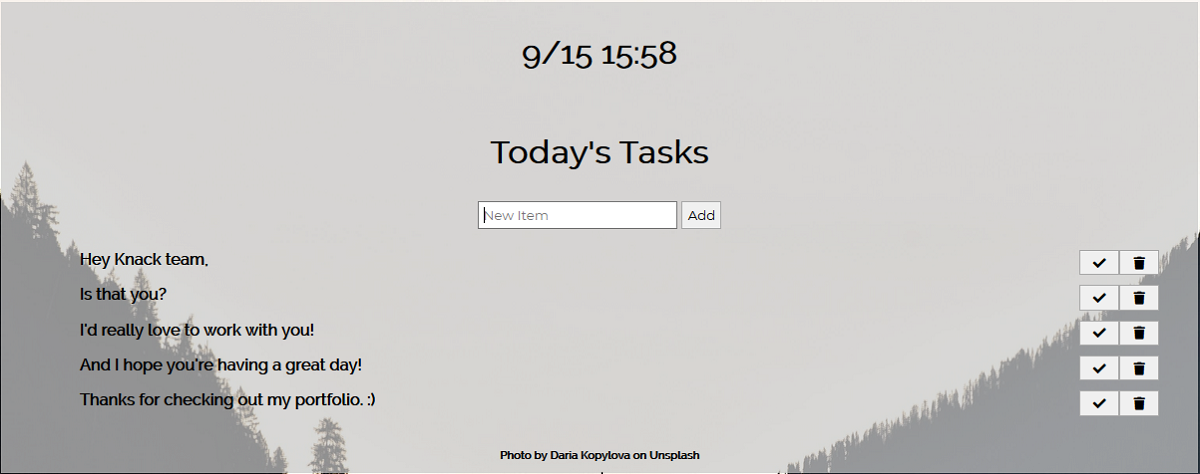 9/15 15:58
Today's Tasks
New Item Add
Hey Knack team,
Is that you?
I'd really love to work with you!
And I hope you're having a great day!
Thanks for checking out my portfolio. :)
Photo by Daria Kopylova on Unsplash